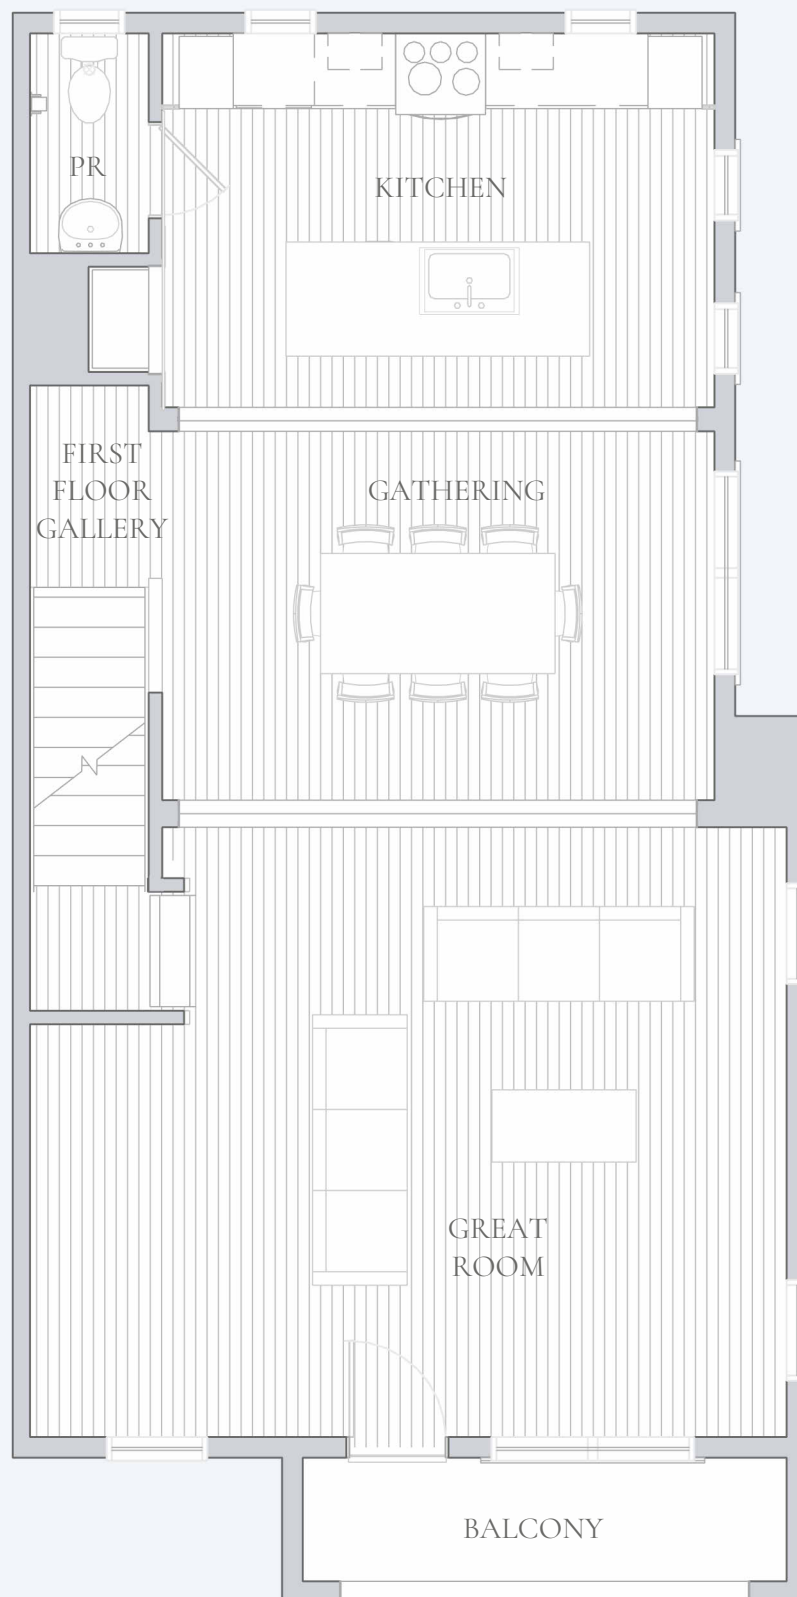 PR
KITCHEN
FIRST
FLOOR
GALLERY
GATHERING
GREAT
ROOM
BALCONY